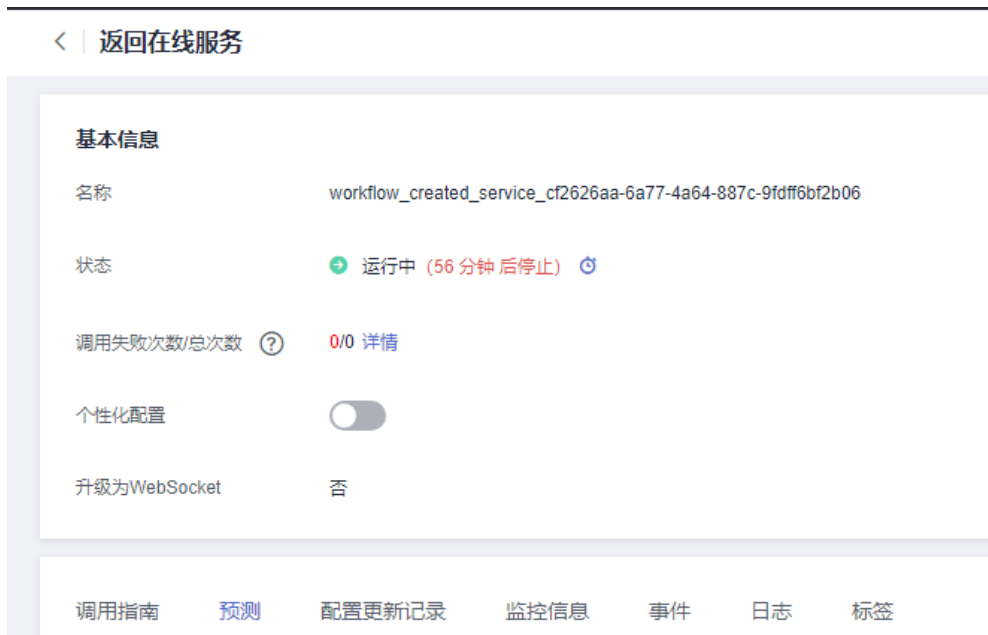 返回在线服务
基本信息
名称 workflow_created_service_cf2626aa-6a77-4a64-887c-9fdff6bf2b06
状态 运行中 (56 分钟 后停止)
调用失败次数/总次数 ? 0/0 详情
个性化配置
升级为WebSocket 否
调用指南 预测 配置更新记录 监控信息 事件 日志 标签